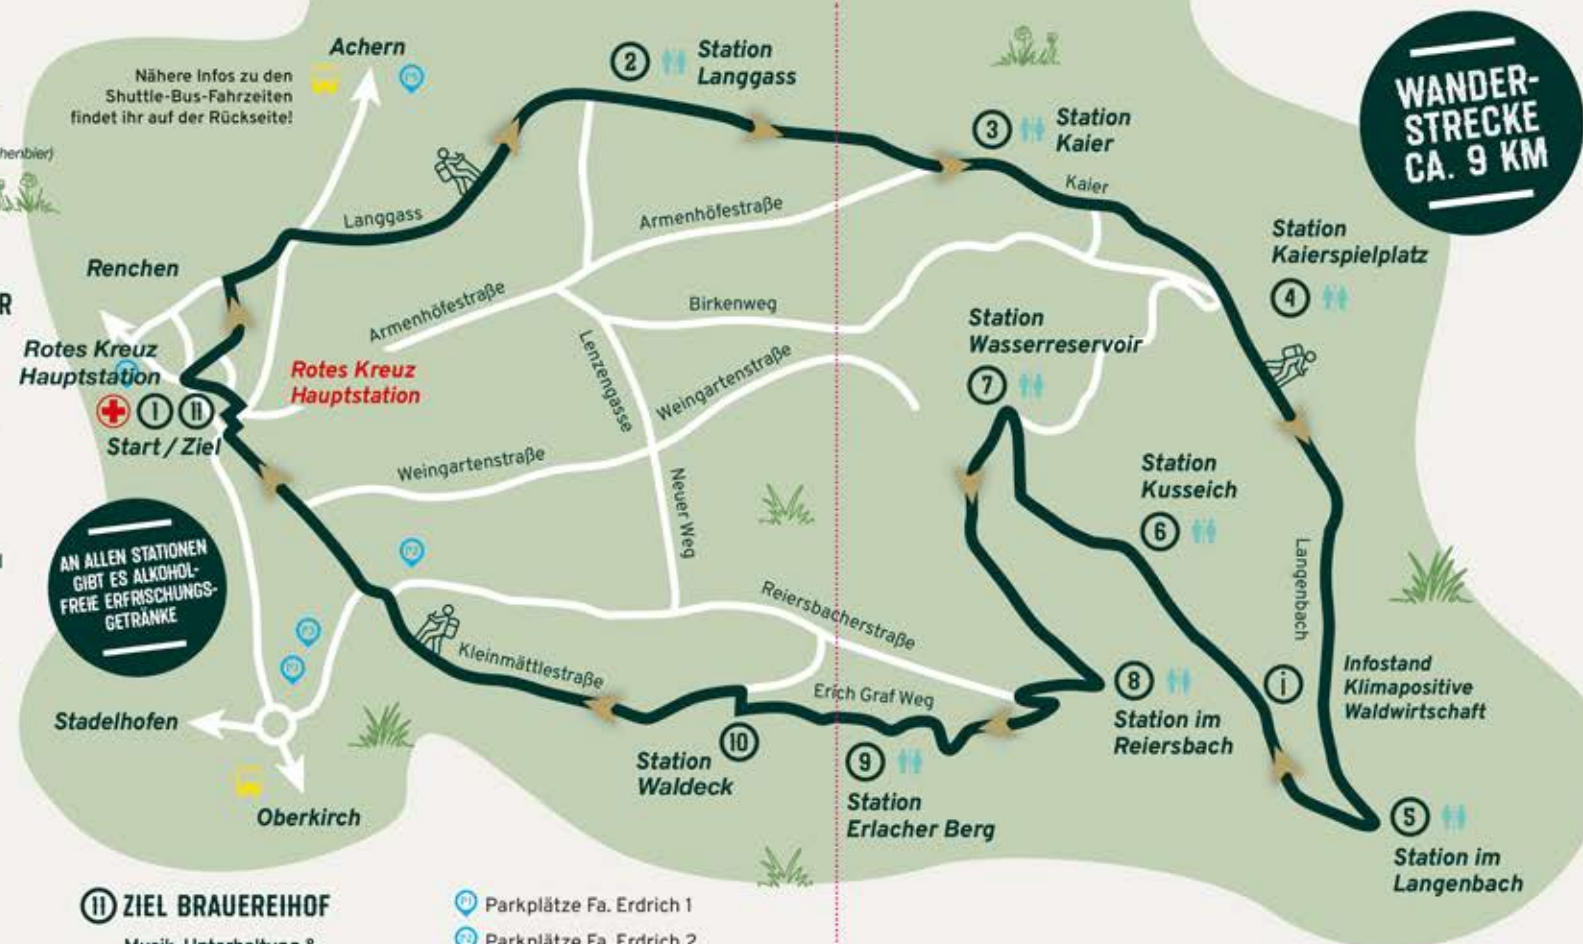 Achern
Nähere Infos zu den
Shuttle-Bus-Fahrzeiten
findet ihr auf der Rückseite!
2
Station
Langgass
WANDER-
STRECKE
CA. 9 KM
3
Station
Kaier
Kaier
Langgass
Armenhöfestraße
Station
Kaierspielplatz
4
Renchen
R
Armenhöfestraße
Birkenweg
Station
Wasserreservoir
7
Rotes Kreuz
Hauptstation
Rotes Kreuz
Hauptstation
1 11
Start / Ziel
Lenzengasse
Weingartenstraße
Weingartenstraße
Neuer Weg
Station
Kusseich
6
Langenbach
AN ALLEN STATIONEN
GIBT ES ALKOHOL-
FREIE ERFRISCHUNGS-
GETRÄNKE
Reiersbacherstraße
Kleinmättlestraße
Erich Graf Weg
8
Station im
Reiersbach
i
Infostand
Klimapositive
Waldwirtschaft
Stadelhofen
Oberkirch
10
Station
Waldeck
9
Station
Erlacher Berg
5
Station im
Langenbach
11 ZIEL BRAUEREIHOF
P1 Parkplätze Fa. Erdrich 1
P2 Parkplätze Fa. Erdrich 2